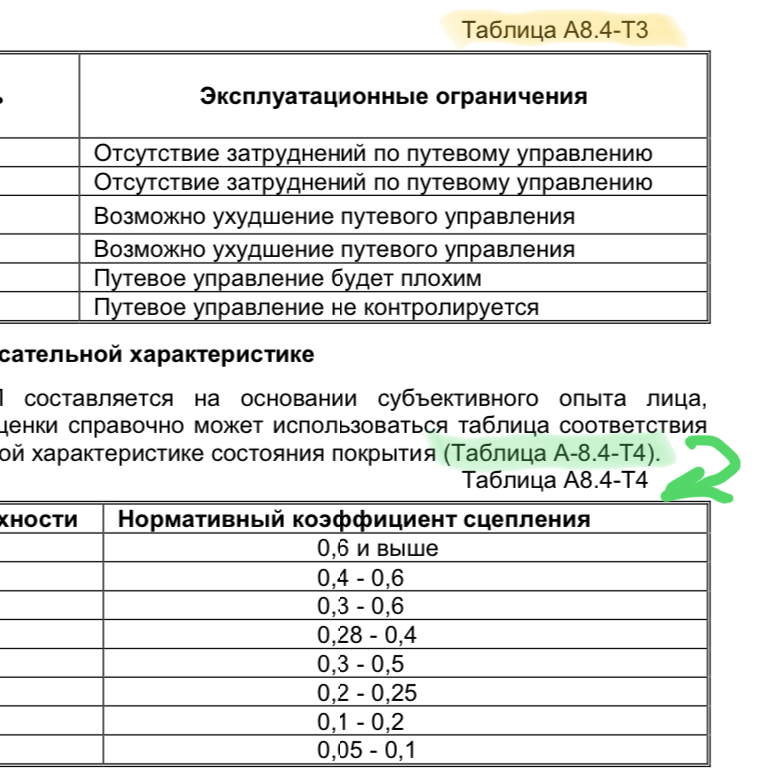 Таблица А8.4-Т3
Эксплуатационные ограничения
Отсутствие затруднений по путевому управлению
Отсутствие затруднений по путевому управлению
Возможно ухудшение путевого управления
Возможно ухудшение путевого управления
Путевое управление будет плохим
Путевое управление не контролируется
сательной характеристике
составляется на основании субъективного опыта лица,
ценки справочно может использоваться таблица соответствия
ой характеристике состояния покрытия (Таблица А-8.4-Т4).
Таблица А8.4-Т4
хности Нормативный коэффициент сцепления
0,6 и выше
0,4 - 0,6
0,3 - 0,6
0,28 - 0,4
0,3 - 0,5
0,2 - 0,25
0,1 - 0,2
0,05 - 0,1